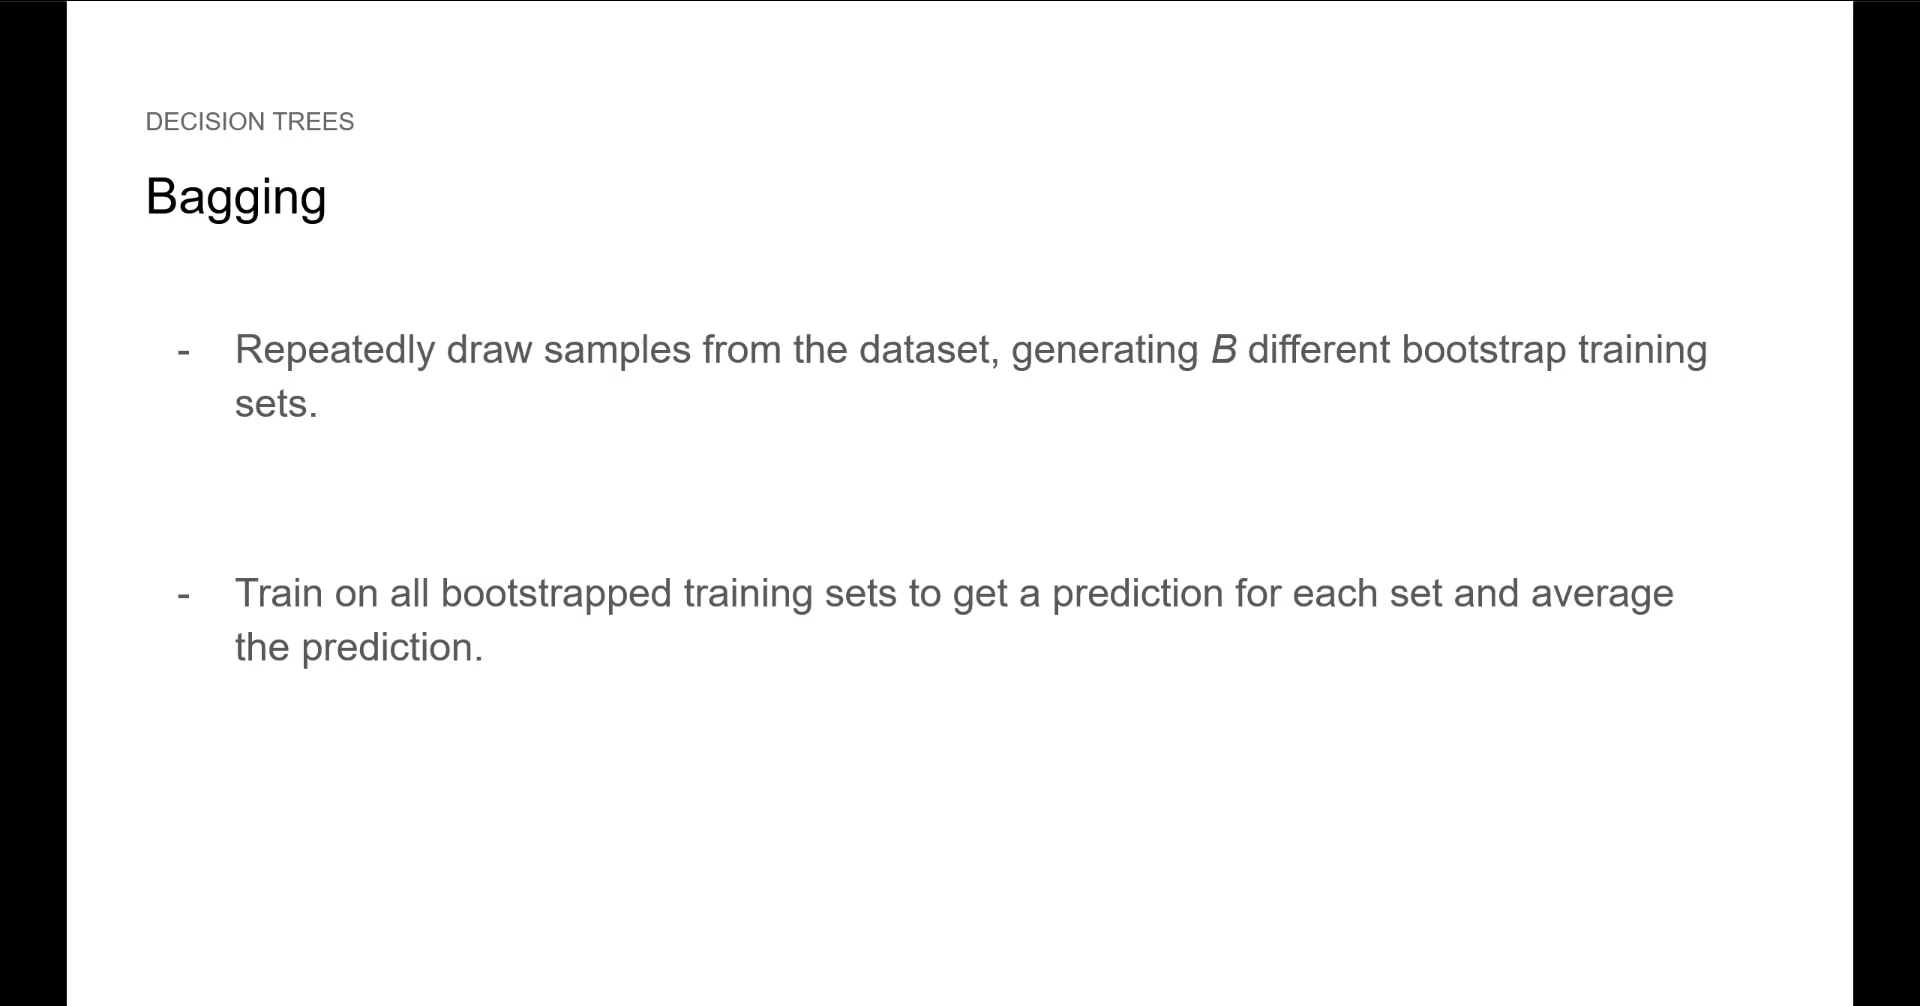 DECISION TREES
Bagging
- Repeatedly draw samples from the dataset, generating B different bootstrap training
sets.
- Train on all bootstrapped training sets to get a prediction for each set and average
the prediction.